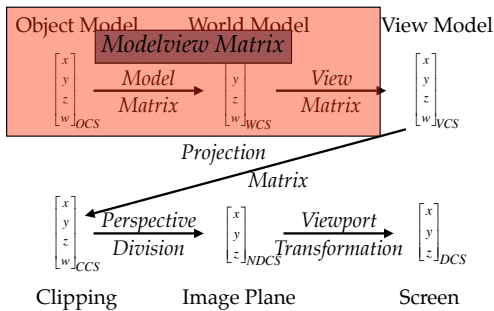 Object Model World Model View Model
Modelview Matrix
x
y
z
w OCS
Model
Matrix
y
z
w WCS
View
Matrix
x
y
z
w VCS
Projection
Matrix
x
y
z
w CCS
Perspective
Division
x
y
z NDCS
Viewport
Transformation
x
y
z DCS
Clipping Image Plane Screen